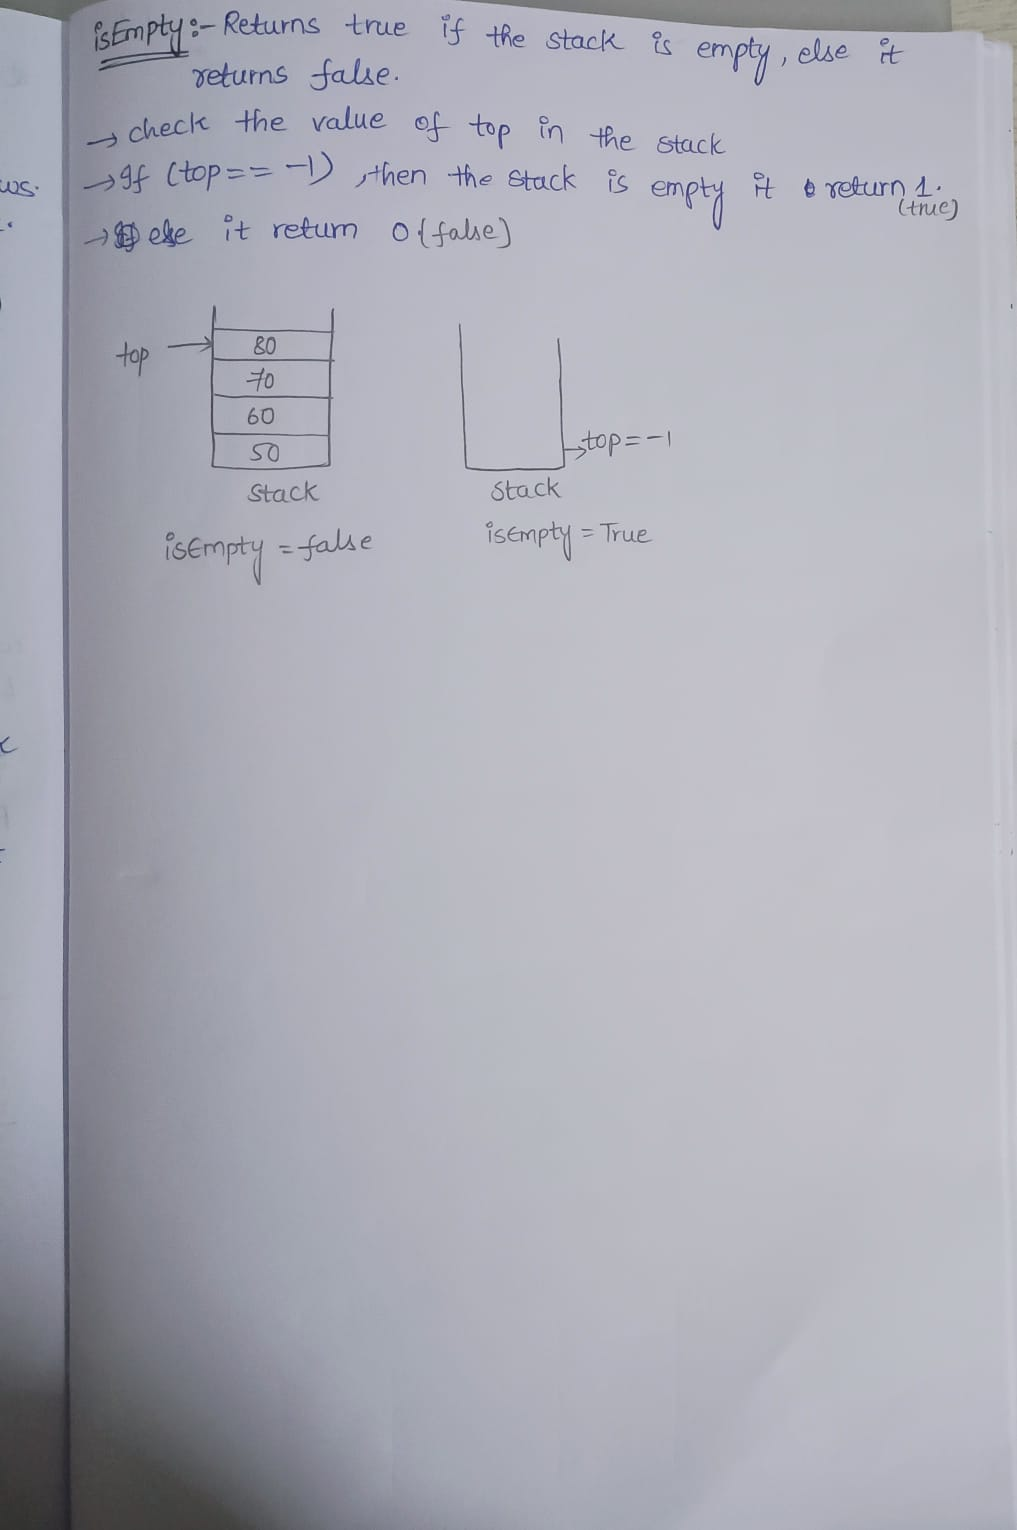 isEmpty :- Returns true if the stack is empty, else it
returns false.
→ check the value of top in the stack
→ If (top == -1), then the stack is empty it return 1.
(true)
→ else it return 0 (false)
top → 80
70
60
50
stack
isEmpty = false
→ top = -1
stack
isEmpty = True
ws.